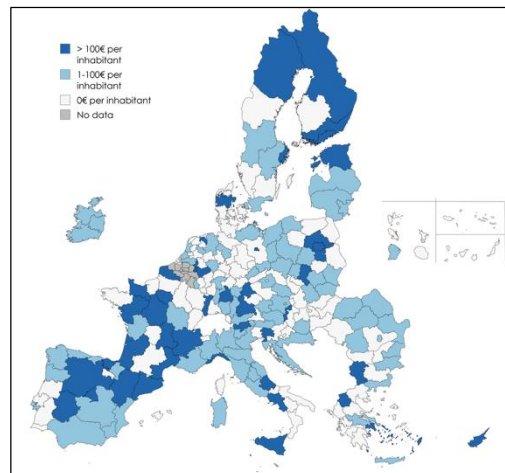 > 100€ per
inhabitant
1-100€ per
inhabitant
0€ per inhabitant
No data